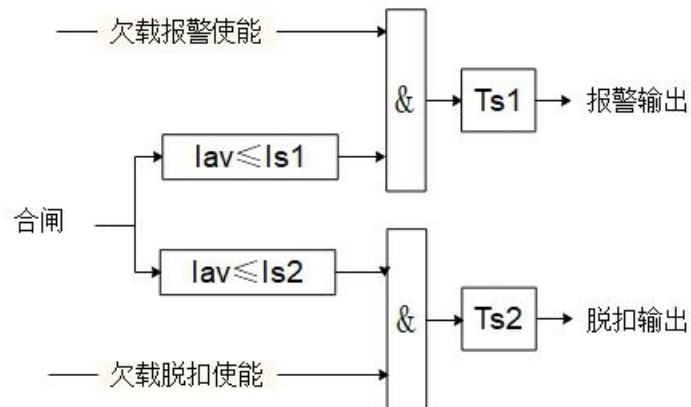 欠载报警使能
& Ts1 报警输出
Iav≤Is1
合闸
Iav≤Is2
& Ts2 脱扣输出
欠载脱扣使能